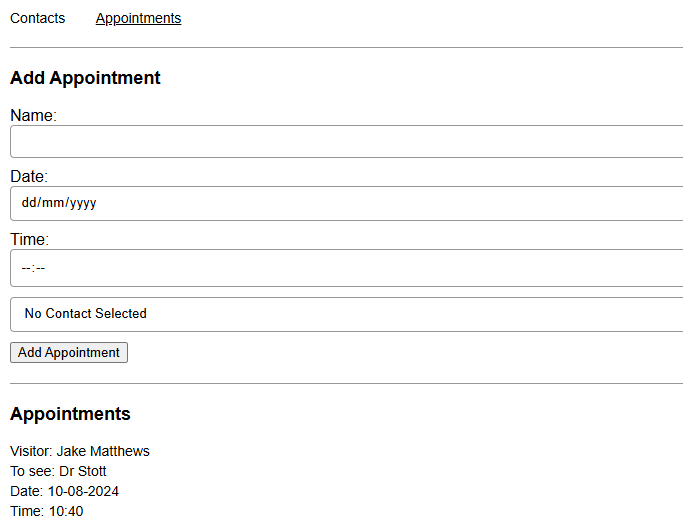 Contacts Appointments
Add Appointment
Name:
Date:
dd/mm/yyyy
Time:
--:--
No Contact Selected
Add Appointment
Appointments
Visitor: Jake Matthews
To see: Dr Stott
Date: 10-08-2024
Time: 10:40